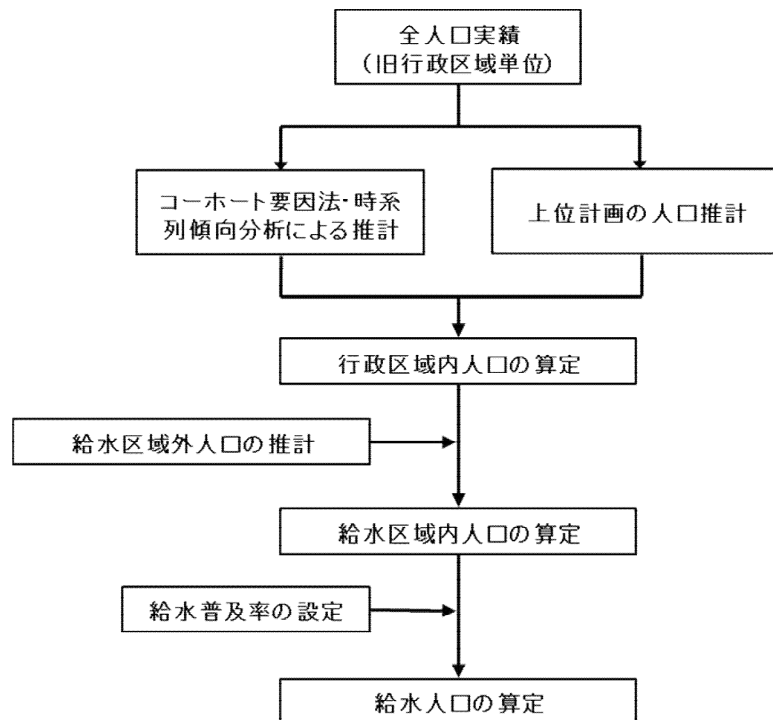 全人口実績
(旧行政区域単位)
コーホート要因法・時系
列傾向分析による推計
上位計画の人口推計
行政区域内人口の算定
給水区域外人口の推計
給水区域内人口の算定
給水普及率の設定
給水人口の算定